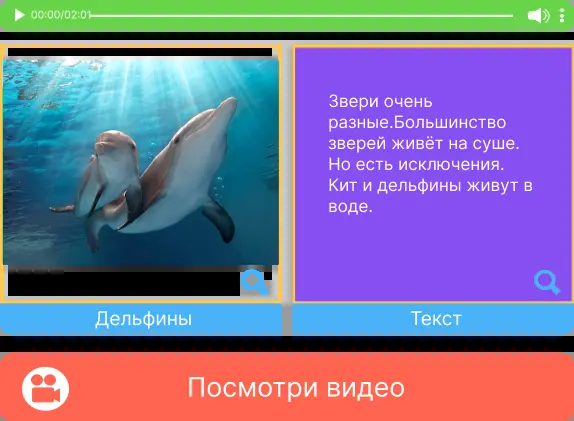 00:00/02:01
Звери очень
разные.Большинство
зверей живёт на суше.
Но есть исключения.
Кит и дельфины живут в
воде.
Дельфины
Текст
Посмотри видео